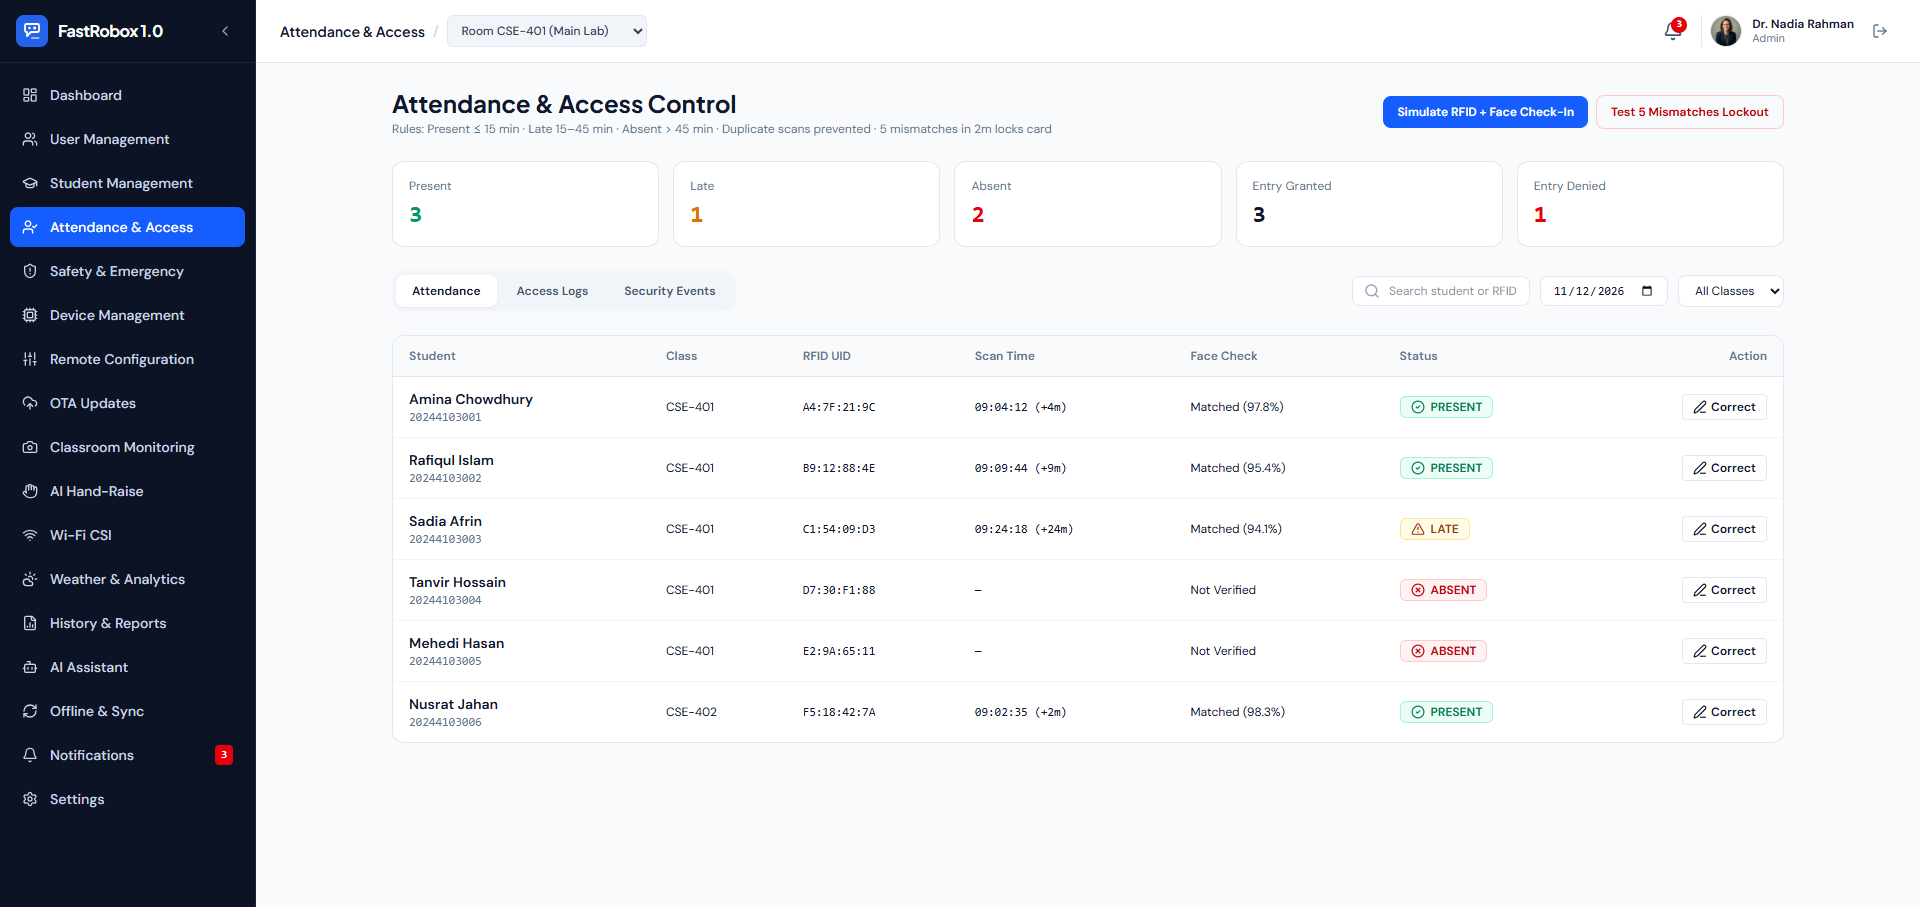 FastRobox 1.0
Dashboard
User Management
Student Management
Attendance & Access
Safety & Emergency
Device Management
Remote Configuration
OTA Updates
Classroom Monitoring
AI Hand-Raise
Wi-Fi CSI
Weather & Analytics
History & Reports
AI Assistant
Offline & Sync
Notifications 3
Settings
Attendance & Access / Room CSE-401 (Main Lab)
3
Dr. Nadia Rahman
Admin
Attendance & Access Control
Rules: Present ≤ 15 min · Late 15–45 min · Absent > 45 min · Duplicate scans prevented · 5 mismatches in 2m locks card
Simulate RFID + Face Check-In
Test 5 Mismatches Lockout
Present
3
Late
1
Absent
2
Entry Granted
3
Entry Denied
1
Attendance Access Logs Security Events
Search student or RFID
11/12/2026
All Classes
Student Class RFID UID Scan Time Face Check Status Action
Amina Chowdhury
20244103001
CSE-401 A4:7F:21:9C 09:04:12 (+4m) Matched (97.8%) PRESENT Correct
Rafiqul Islam
20244103002
CSE-401 B9:12:88:4E 09:09:44 (+9m) Matched (95.4%) PRESENT Correct
Sadia Afrin
20244103003
CSE-401 C1:54:09:D3 09:24:18 (+24m) Matched (94.1%) LATE Correct
Tanvir Hossain
20244103004
CSE-401 D7:30:F1:88 — Not Verified ABSENT Correct
Mehedi Hasan
20244103005
CSE-401 E2:9A:65:11 — Not Verified ABSENT Correct
Nusrat Jahan
20244103006
CSE-402 F5:18:42:7A 09:02:35 (+2m) Matched (98.3%) PRESENT Correct